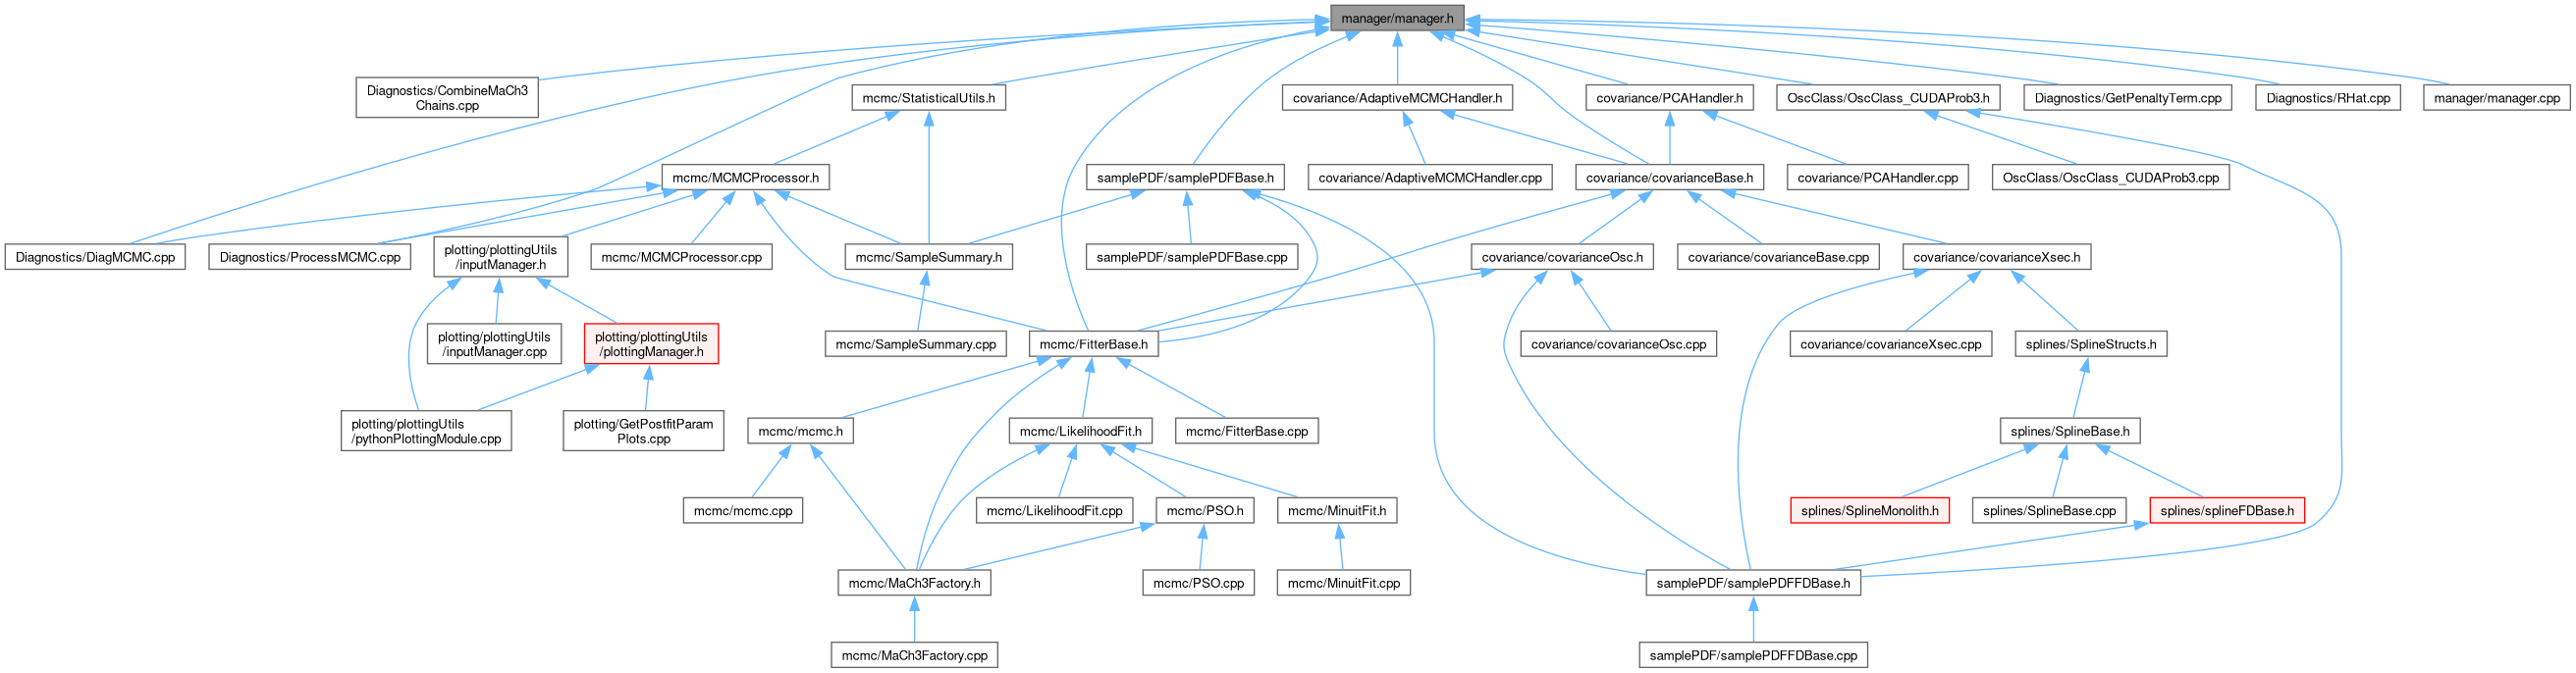 manager/manager.h
Diagnostics/CombineMaCh3
Chains.cpp
mcmc/StatisticalUtils.h
covariance/AdaptiveMCMCHandler.h
covariance/PCAHandler.h
OscClass/OscClass_CUDAProb3.h
Diagnostics/GetPenaltyTerm.cpp
Diagnostics/RHat.cpp
manager/manager.cpp
mcmc/MCMCProcessor.h
samplePDF/samplePDFBase.h
covariance/AdaptiveMCMCHandler.cpp
covariance/covarianceBase.h
covariance/PCAHandler.cpp
OscClass/OscClass_CUDAProb3.cpp
Diagnostics/DiagMCMC.cpp
Diagnostics/ProcessMCMC.cpp
plotting/plottingUtils
/inputManager.h
mcmc/MCMCProcessor.cpp
mcmc/SampleSummary.h
samplePDF/samplePDFBase.cpp
covariance/covarianceOsc.h
covariance/covarianceBase.cpp
covariance/covarianceXsec.h
plotting/plottingUtils
/inputManager.cpp
plotting/plottingUtils
/plottingManager.h
mcmc/SampleSummary.cpp
mcmc/FitterBase.h
covariance/covarianceOsc.cpp
covariance/covarianceXsec.cpp
splines/SplineStructs.h
plotting/plottingUtils
/pythonPlottingModule.cpp
plotting/GetPostfitParam
Plots.cpp
mcmc/mcmc.h
mcmc/LikelihoodFit.h
mcmc/FitterBase.cpp
splines/SplineBase.h
mcmc/mcmc.cpp
mcmc/LikelihoodFit.cpp
mcmc/PSO.h
mcmc/MinuitFit.h
splines/SplineMonolith.h
splines/SplineBase.cpp
splines/splineFDBase.h
mcmc/MaCh3Factory.h
mcmc/PSO.cpp
mcmc/MinuitFit.cpp
samplePDF/samplePDFFDBase.h
mcmc/MaCh3Factory.cpp
samplePDF/samplePDFFDBase.cpp